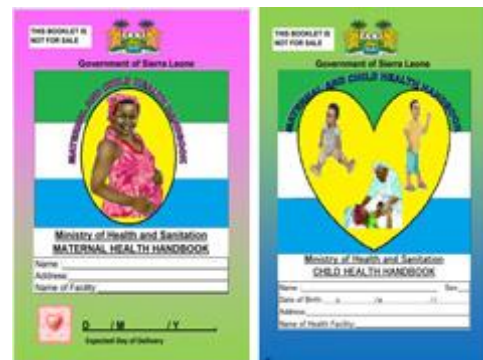 THIS BOOKLET IS
NOT FOR SALE
Government of Sierra Leone
MATERNAL AND CHILD HEALTH HANDBOOK
Ministry of Health and Sanitation
MATERNAL HEALTH HANDBOOK
Name
Address
Name of Facility
D /M /Y
Expected Day of Delivery
THIS BOOKLET IS
NOT FOR SALE
Government of Sierra Leone
MATERNAL AND CHILD HEALTH HANDBOOK
Ministry of Health and Sanitation
CHILD HEALTH HANDBOOK
Name Sex
Date of Birth
Address
Name of Health Facility